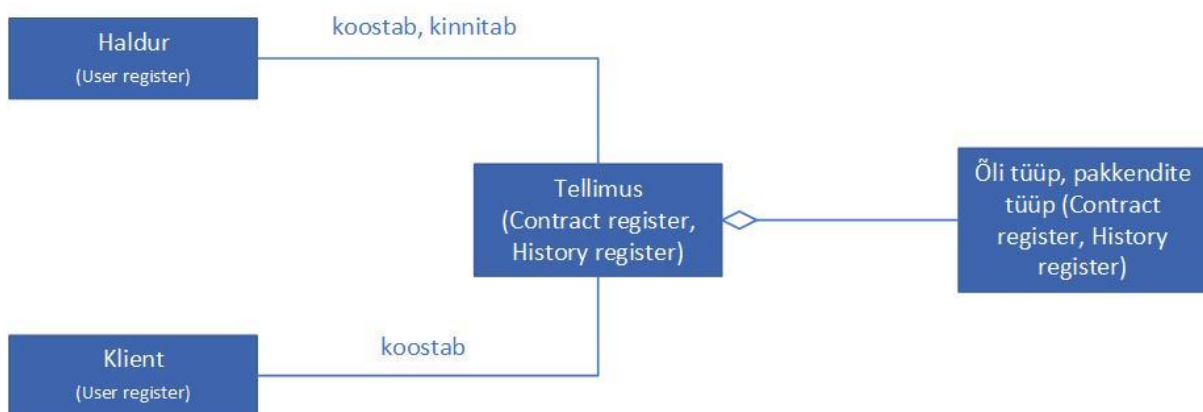 Haldur
(User register)
koostab, kinnitab
Tellimus
(Contract register,
History register)
Õli tüüp, pakkendite
tüüp (Contract
register, History
register)
Klient
(User register)
koostab